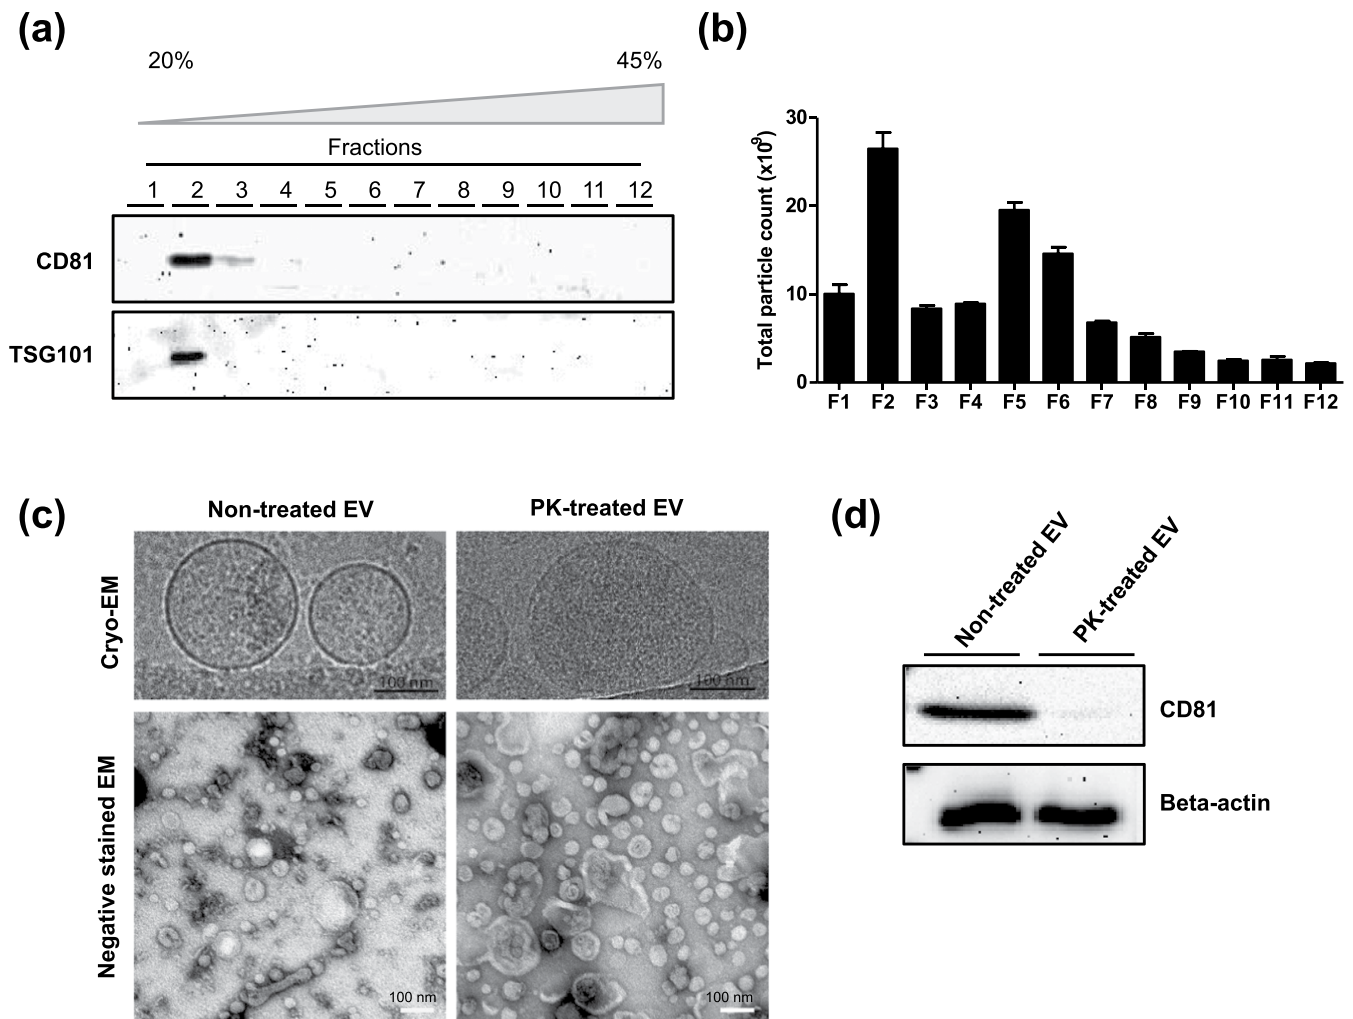 (a)
20% 45%
Fractions
1 2 3 4 5 6 7 8 9 10 11 12
CD81
TSG101
(b)
Total particle count (x10⁹)
30
20
10
0
F1 F2 F3 F4 F5 F6 F7 F8 F9 F10 F11 F12
(c)
Non-treated EV PK-treated EV
Cryo-EM
100 nm 100 nm
Negative stained EM
100 nm 100 nm
(d)
Non-treated EV PK-treated EV
CD81
Beta-actin